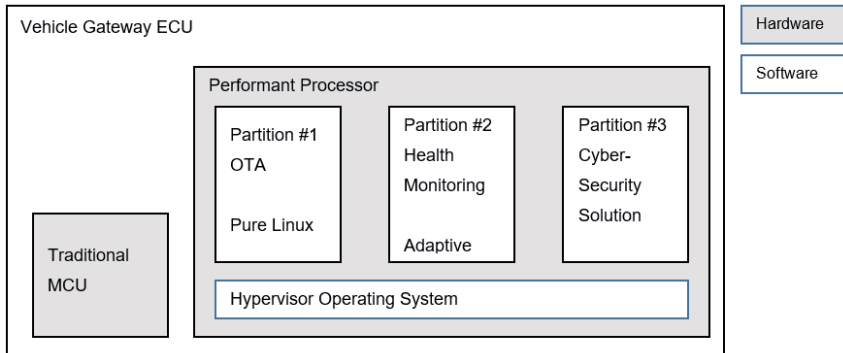 Vehicle Gateway ECU
Hardware
Software
Performant Processor
Partition #1
OTA
Pure Linux
Partition #2
Health
Monitoring
Adaptive
Partition #3
Cyber-
Security
Solution
Traditional
MCU
Hypervisor Operating System